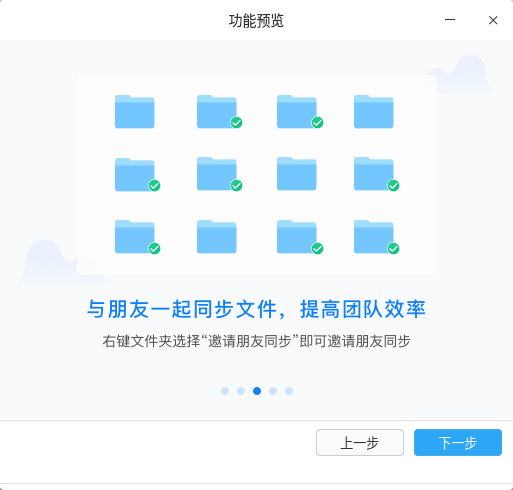 功能预览
与朋友一起同步文件，提高团队效率
右键文件夹选择“邀请朋友同步”即可邀请朋友同步
上一步
下一步